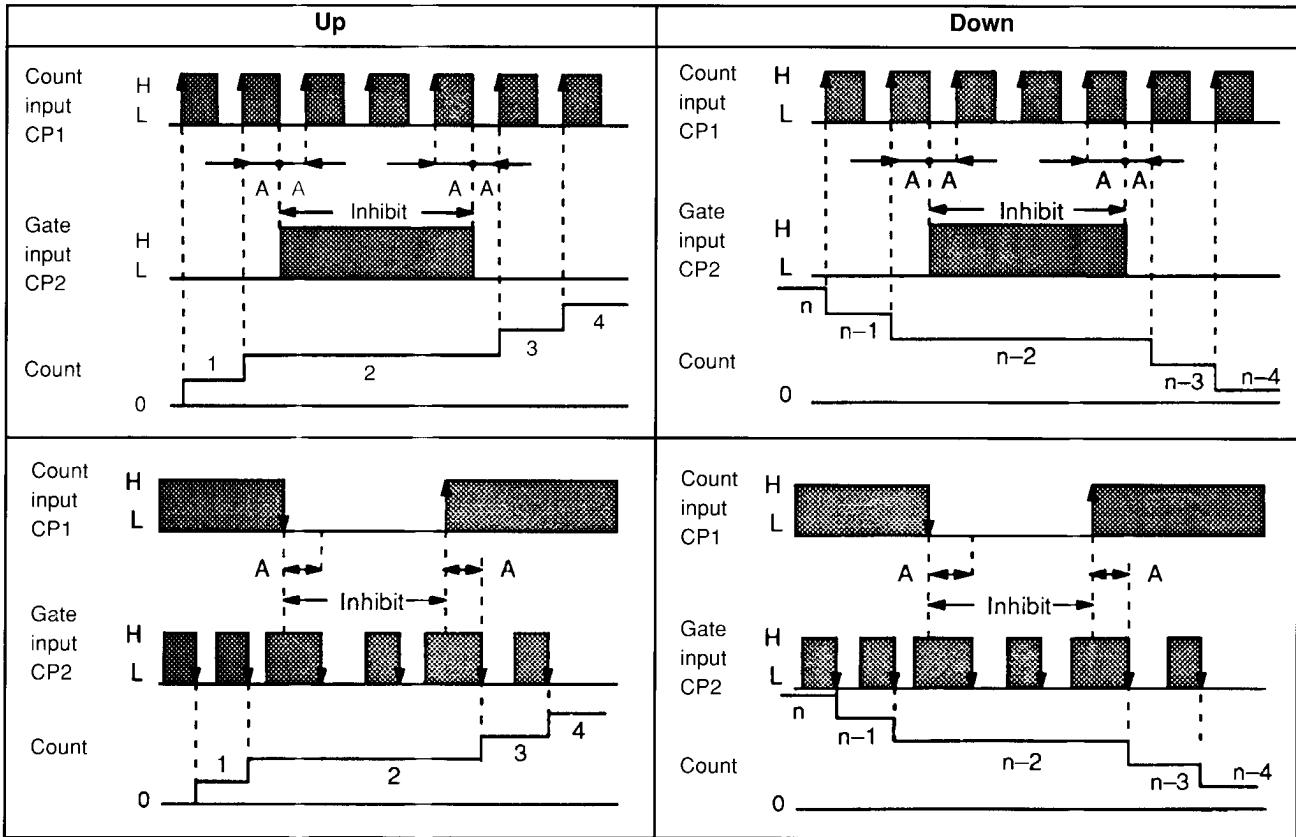 Up
Down
Count
input
CP1
H
L
A A
A A
Inhibit
Gate
input
CP2
H
L
Count
1
2
3
4
0
Count
input
CP1
H
L
A A
A A
Inhibit
Gate
input
CP2
H
L
Count
n
n–1
n–2
n–3
n–4
0
Count
input
CP1
H
L
A
A
Inhibit
Gate
input
CP2
H
L
Count
1
2
3
4
0
Count
input
CP1
H
L
A
A
Inhibit
Gate
input
CP2
H
L
Count
n
n–1
n–2
n–3
n–4
0